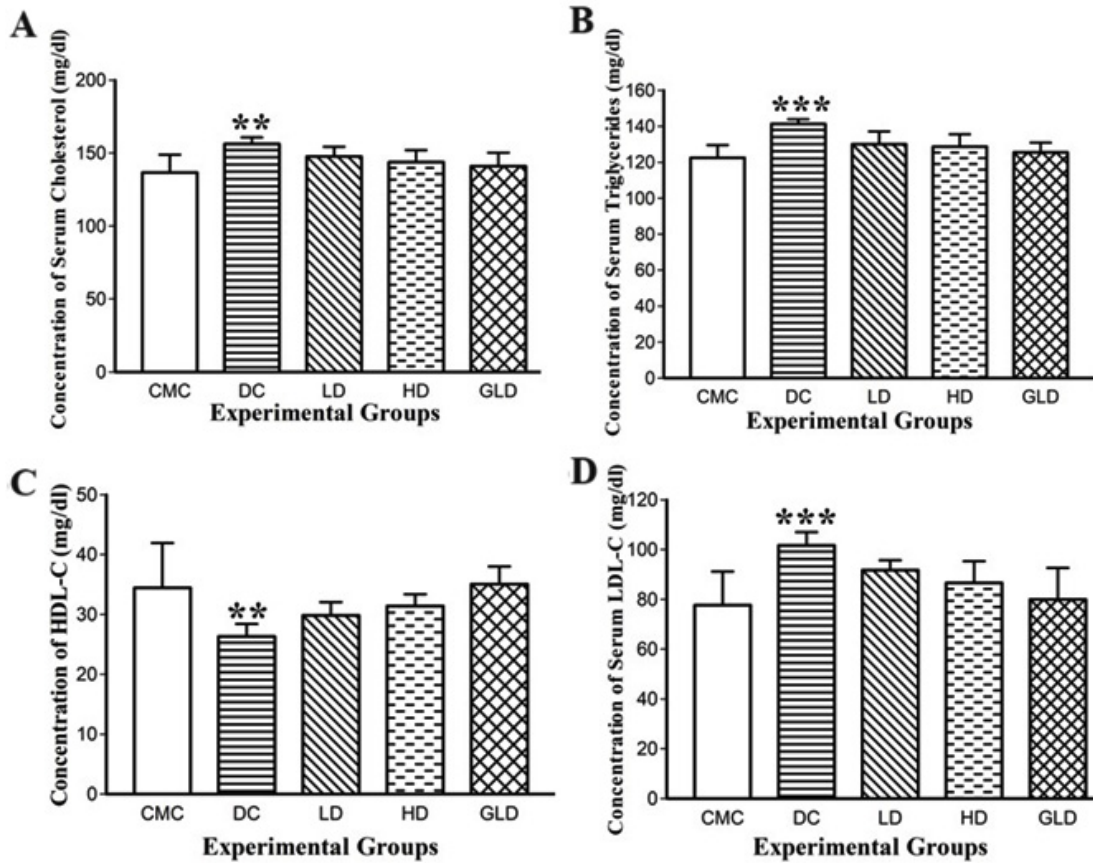 A
Concentration of Serum Cholesterol (mg/dl)
200
150
100
50
0
**
CMC DC LD HD GLD
Experimental Groups
B
Concentration of Serum Triglycerides (mg/dl)
160
140
120
100
80
60
40
20
0
***
CMC DC LD HD GLD
Experimental Groups
C
Concentration of HDL-C (mg/dl)
50
40
30
20
10
0
**
CMC DC LD HD GLD
Experimental Groups
D
Concentration of Serum LDL-C (mg/dl)
120
100
80
60
40
20
0
***
CMC DC LD HD GLD
Experimental Groups